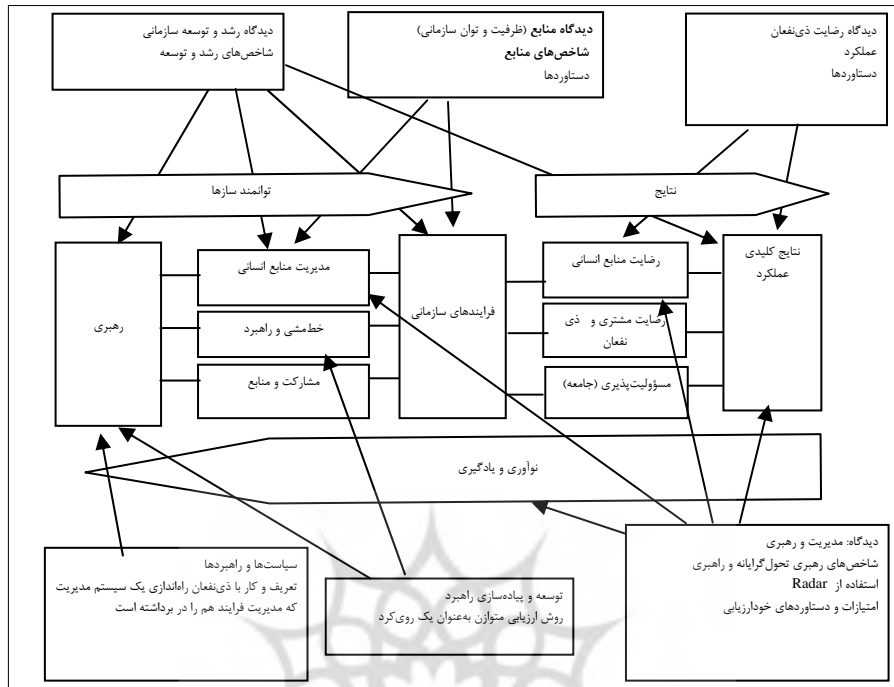 دیدگاه رضایت ذی‌نفعان
عملکرد
دستاوردها
دیدگاه منابع (ظرفیت و توان سازمانی)
شاخص‌های منابع
دستاوردها
دیدگاه رشد و توسعه سازمانی
شاخص‌های رشد و توسعه
توانمند سازها
نتایج
رهبری
مدیریت منابع انسانی
خط‌مشی و راهبرد
مشارکت و منابع
فرایندهای سازمانی
رضایت منابع انسانی
رضایت مشتری و ذی
نفعان
مسؤولیت‌پذیری (جامعه)
نتایج کلیدی
عملکرد
نوآوری و یادگیری
دیدگاه: مدیریت و رهبری
شاخص‌های رهبری تحول‌گرایانه و راهبری
استفاده از Radar
امتیازات و دستاوردهای خودارزیابی
توسعه و پیاده‌سازی راهبرد
روش ارزیابی متوازن به‌عنوان یک روی‌کرد
سیاست‌ها و راهبردها
تعریف و کار با ذی‌نفعان راه‌اندازی یک سیستم مدیریت
که مدیریت فرایند هم را در برداشته است